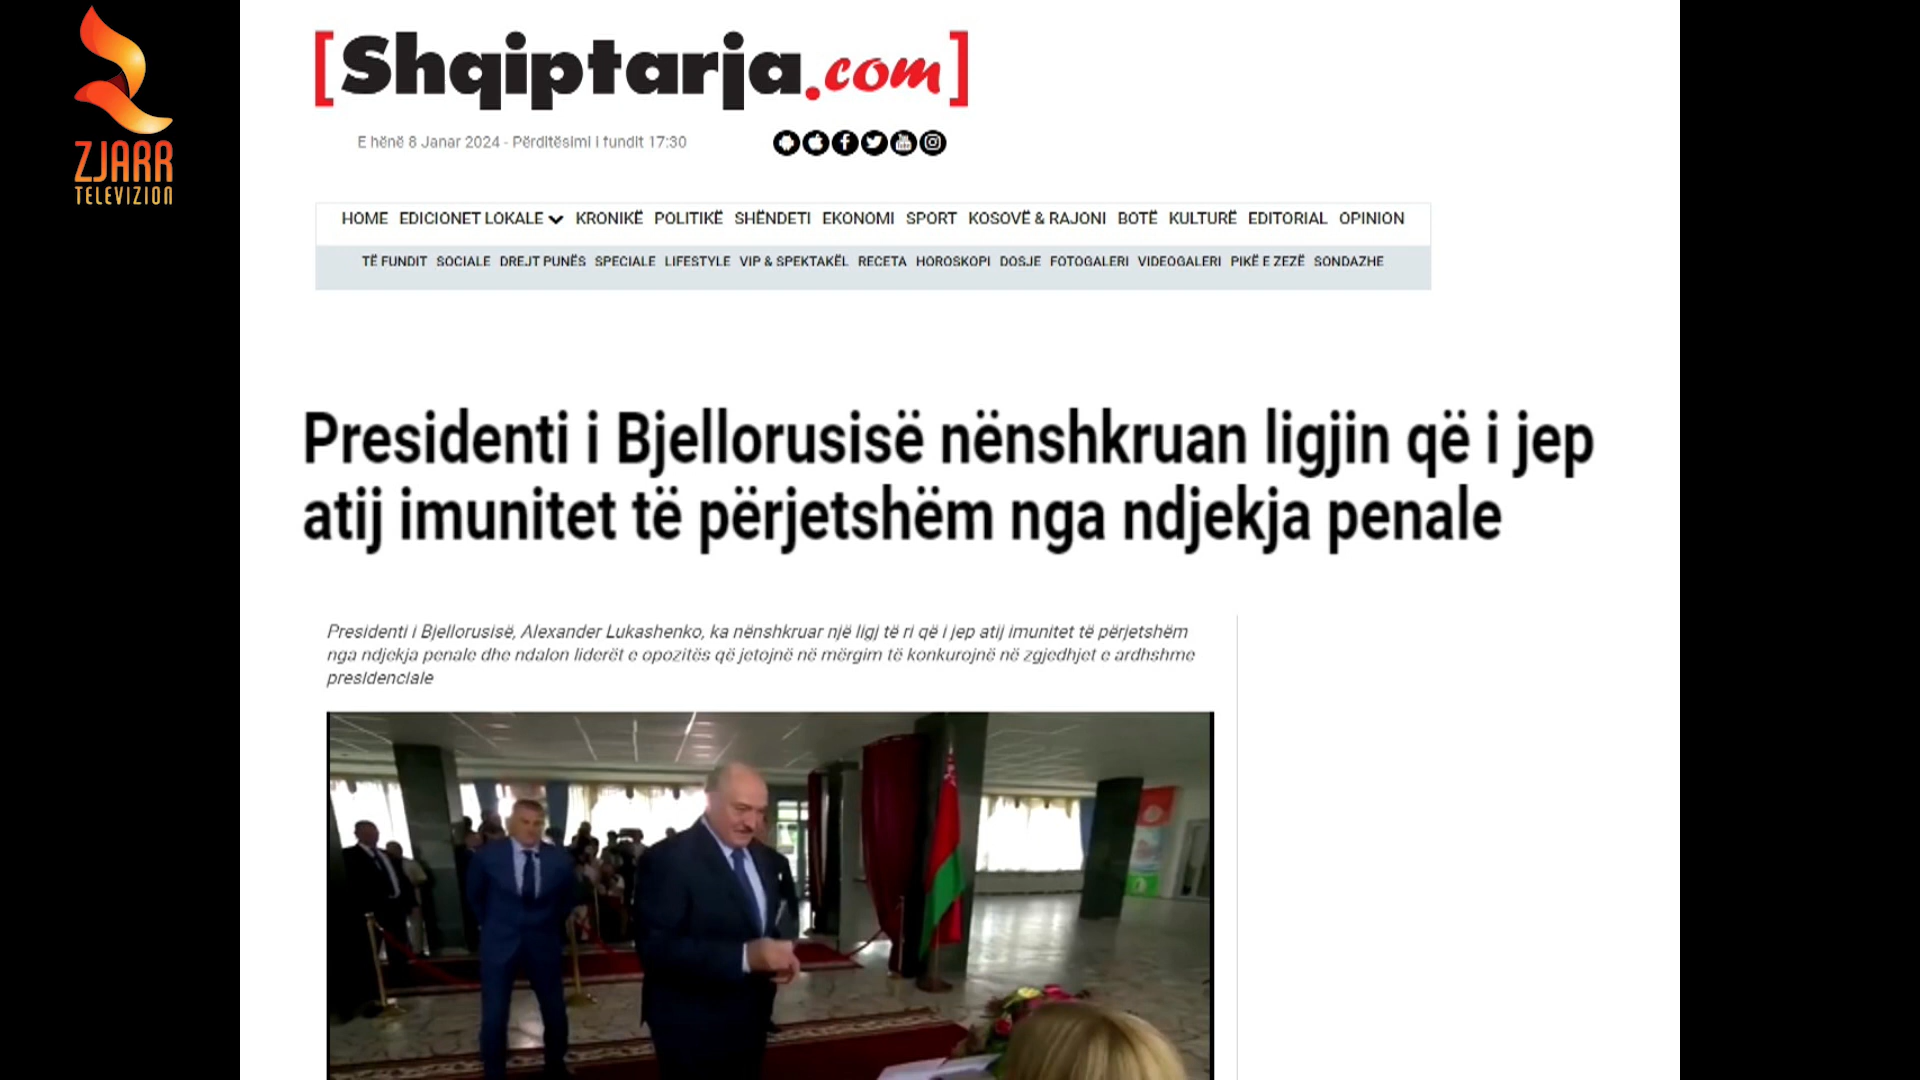 ZJARR
TELEVIZION
[Shqiptarja.com]
E hënë 8 Janar 2024 - Përditësimi i fundit 17:30
HOME EDICIONET LOKALE KRONIKË POLITIKË SHËNDETI EKONOMI SPORT KOSOVË & RAJONI BOTË KULTURË EDITORIAL OPINION
TË FUNDIT SOCIALE DREJT PUNËS SPECIALE LIFESTYLE VIP & SPEKTAKËL RECETA HOROSKOPI DOSJE FOTOGALERI VIDEOGALERI PIKË E ZEZË SONDAZHE
Presidenti i Bjellorusisë nënshkruan ligjin që i jep
atij imunitet të përjetshëm nga ndjekja penale
Presidenti i Bjellorusisë, Alexander Lukashenko, ka nënshkruar një ligj të ri që i jep atij imunitet të përjetshëm
nga ndjekja penale dhe ndalon liderët e opozitës që jetojnë në mërgim të konkurojnë në zgjedhjet e ardhshme
presidenciale